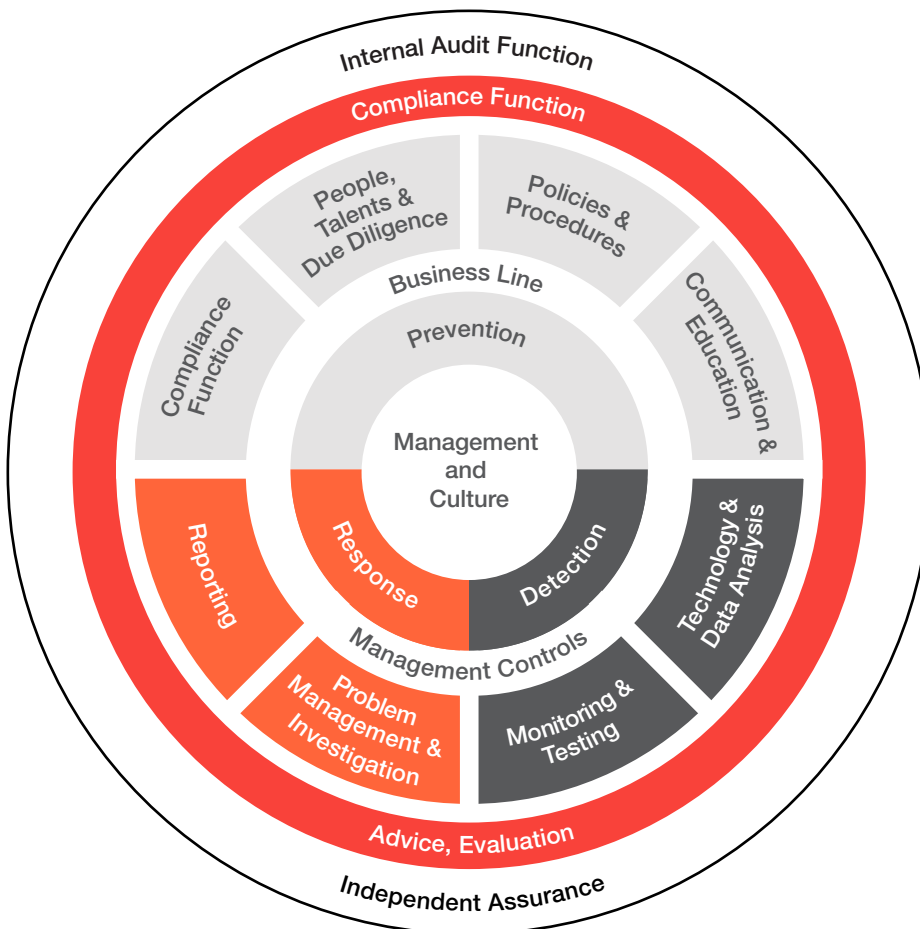 Internal Audit Function
Compliance Function
People,
Talents &
Due Diligence
Policies &
Procedures
Compliance
Function
Communication &
Education
Business Line
Prevention
Management
and
Culture
Response
Detection
Management Controls
Reporting
Technology &
Data Analysis
Problem
Management &
Investigation
Monitoring &
Testing
Advice, Evaluation
Independent Assurance